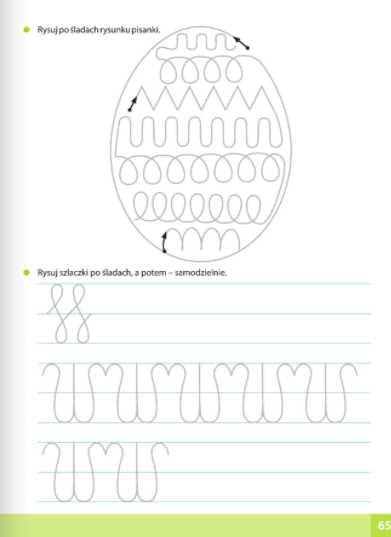 Rysuj po śladach rysunku pisanki.
Rysuj szlaczki po śladach, a potem – samodzielnie.
65